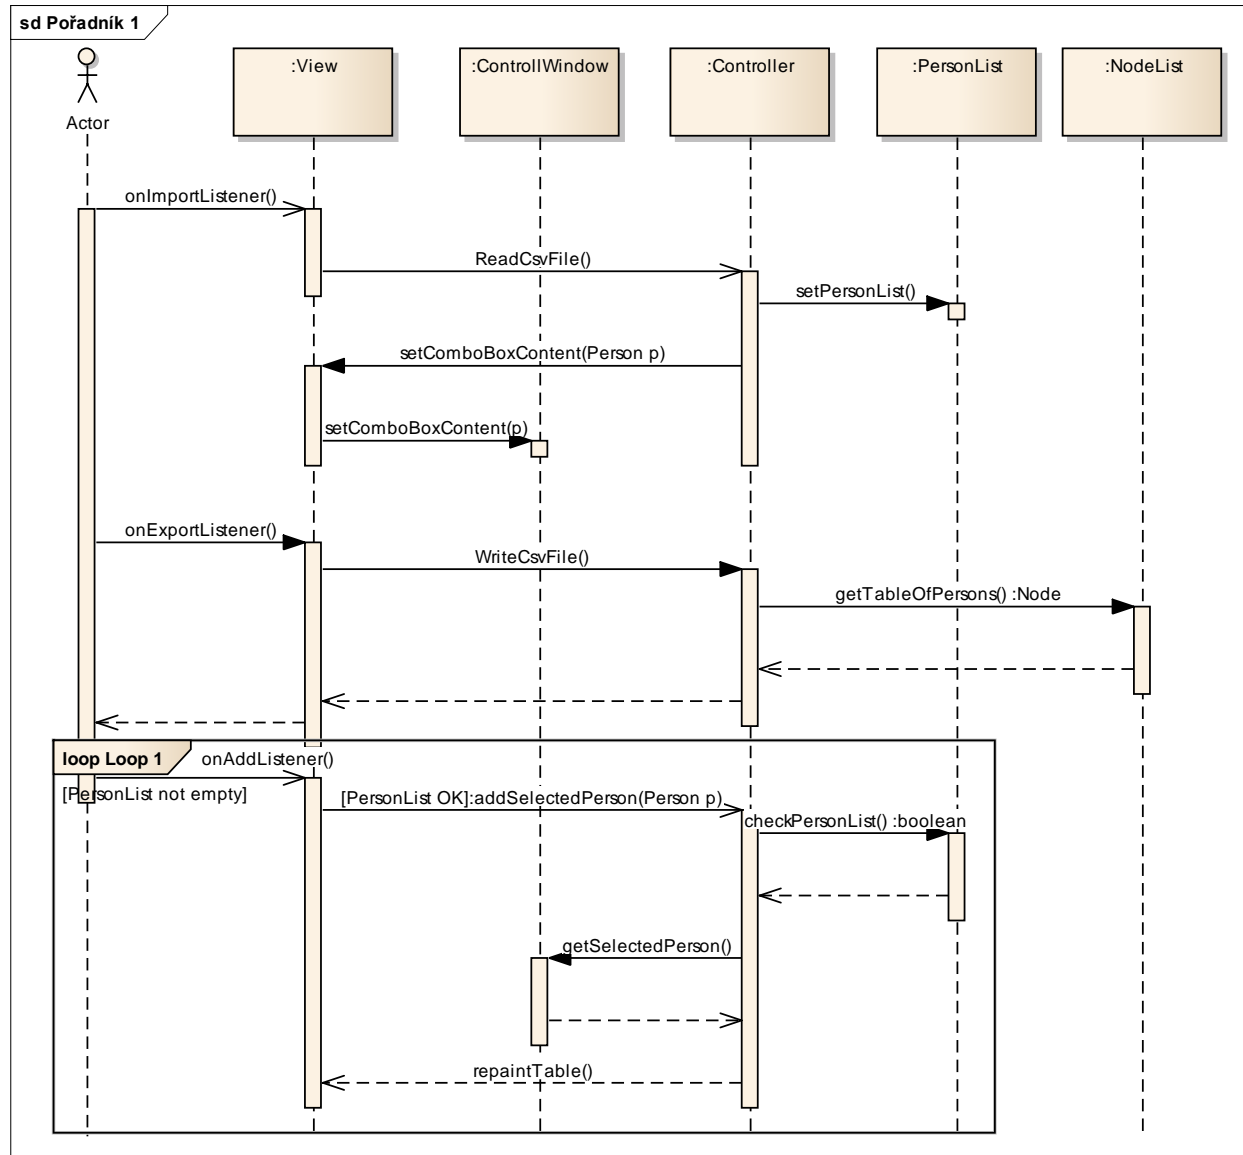 sd Pořadník 1
Actor
:View
:ControllWindow
:Controller
:PersonList
:NodeList
onImportListener()
ReadCsvFile()
setPersonList()
setComboBoxContent(Person p)
setComboBoxContent(p)
onExportListener()
WriteCsvFile()
getTableOfPersons() :Node
loop Loop 1
onAddListener()
[PersonList not empty]
[PersonList OK]:addSelectedPerson(Person p)
checkPersonList() :boolean
getSelectedPerson()
repaintTable()